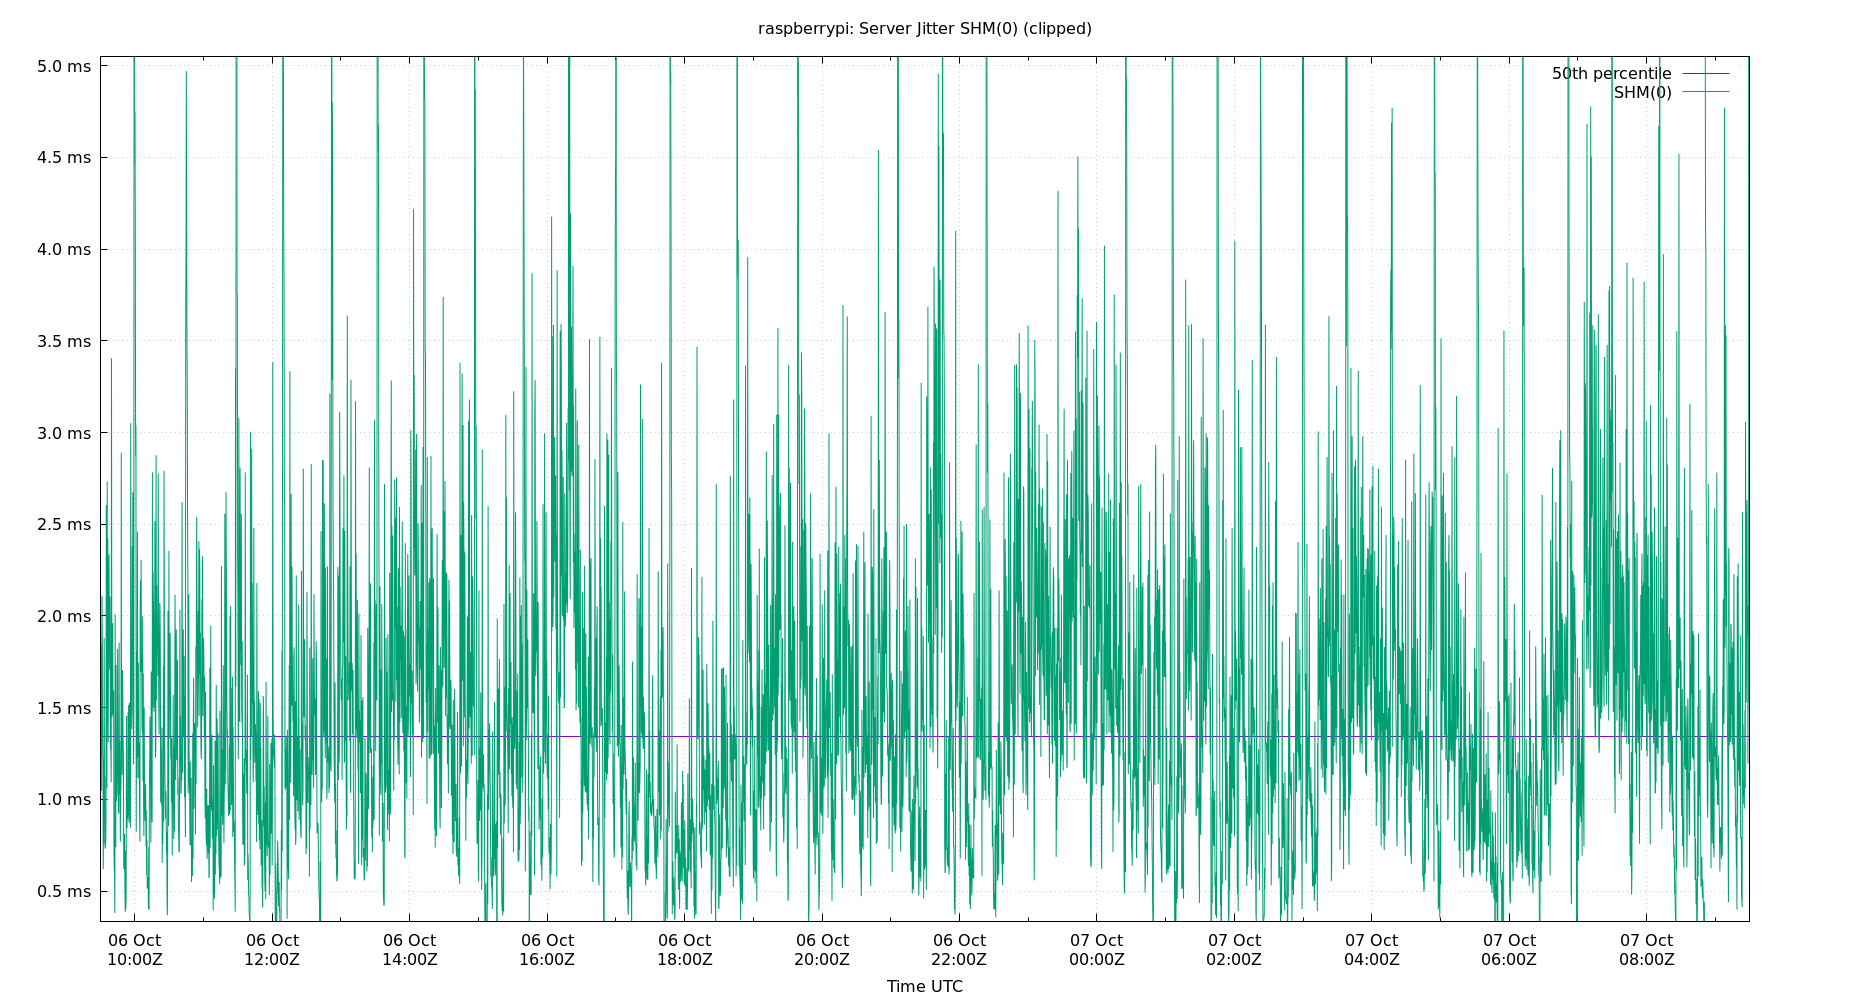 raspberrypi: Server Jitter SHM(0) (clipped)
5.0 ms
4.5 ms
4.0 ms
3.5 ms
3.0 ms
2.5 ms
2.0 ms
1.5 ms
1.0 ms
0.5 ms
50th percentile
SHM(0)
06 Oct 06 Oct 06 Oct 06 Oct 06 Oct 06 Oct 06 Oct 07 Oct 07 Oct 07 Oct 07 Oct 07 Oct
10:00Z 12:00Z 14:00Z 16:00Z 18:00Z 20:00Z 22:00Z 00:00Z 02:00Z 04:00Z 06:00Z 08:00Z
Time UTC